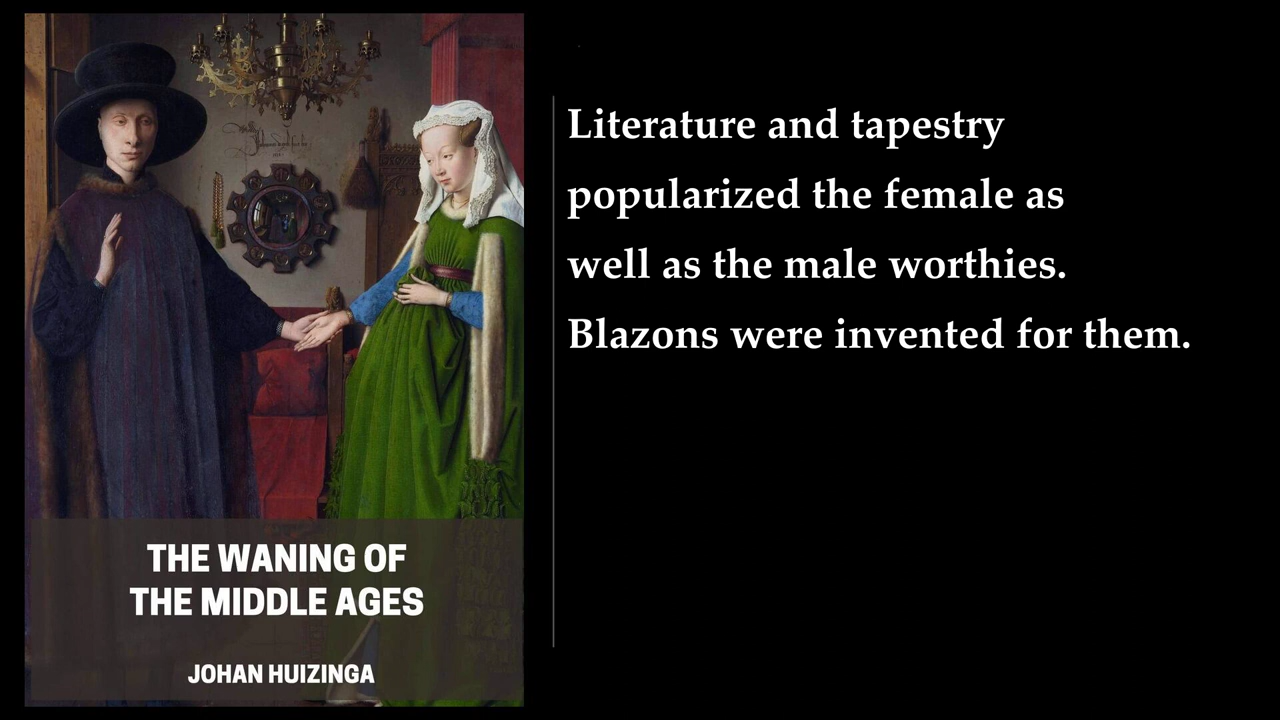 THE WANING OF
THE MIDDLE AGES
JOHAN HUIZINGA
Literature and tapestry
popularized the female as
well as the male worthies.
Blazons were invented for them.